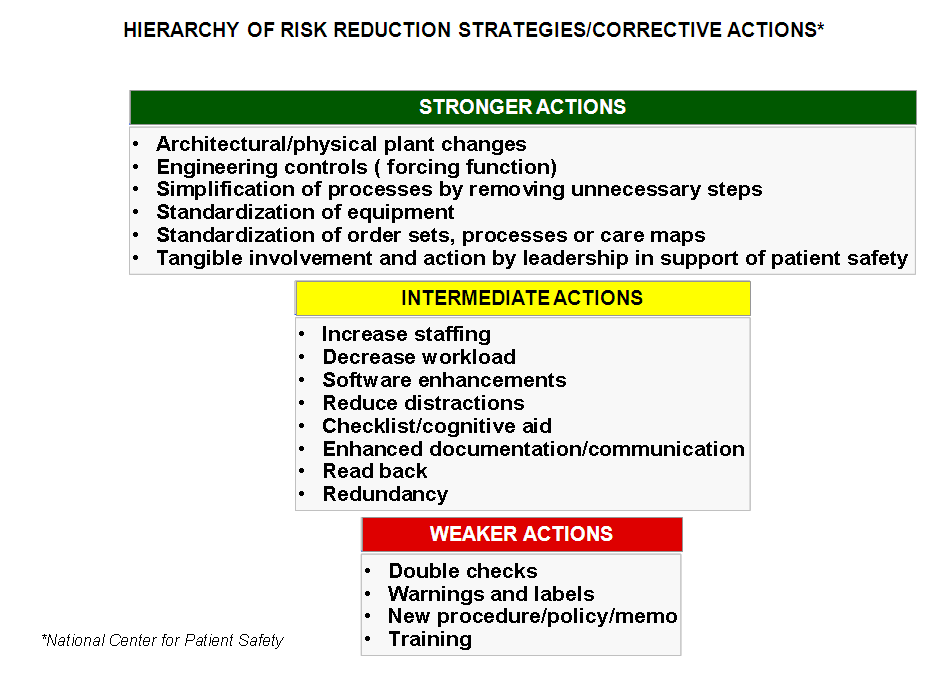 HIERARCHY OF RISK REDUCTION STRATEGIES/CORRECTIVE ACTIONS*
STRONGER ACTIONS
• Architectural/physical plant changes
• Engineering controls ( forcing function)
• Simplification of processes by removing unnecessary steps
• Standardization of equipment
• Standardization of order sets, processes or care maps
• Tangible involvement and action by leadership in support of patient safety
INTERMEDIATE ACTIONS
• Increase staffing
• Decrease workload
• Software enhancements
• Reduce distractions
• Checklist/cognitive aid
• Enhanced documentation/communication
• Read back
• Redundancy
WEAKER ACTIONS
• Double checks
• Warnings and labels
• New procedure/policy/memo
• Training
*National Center for Patient Safety